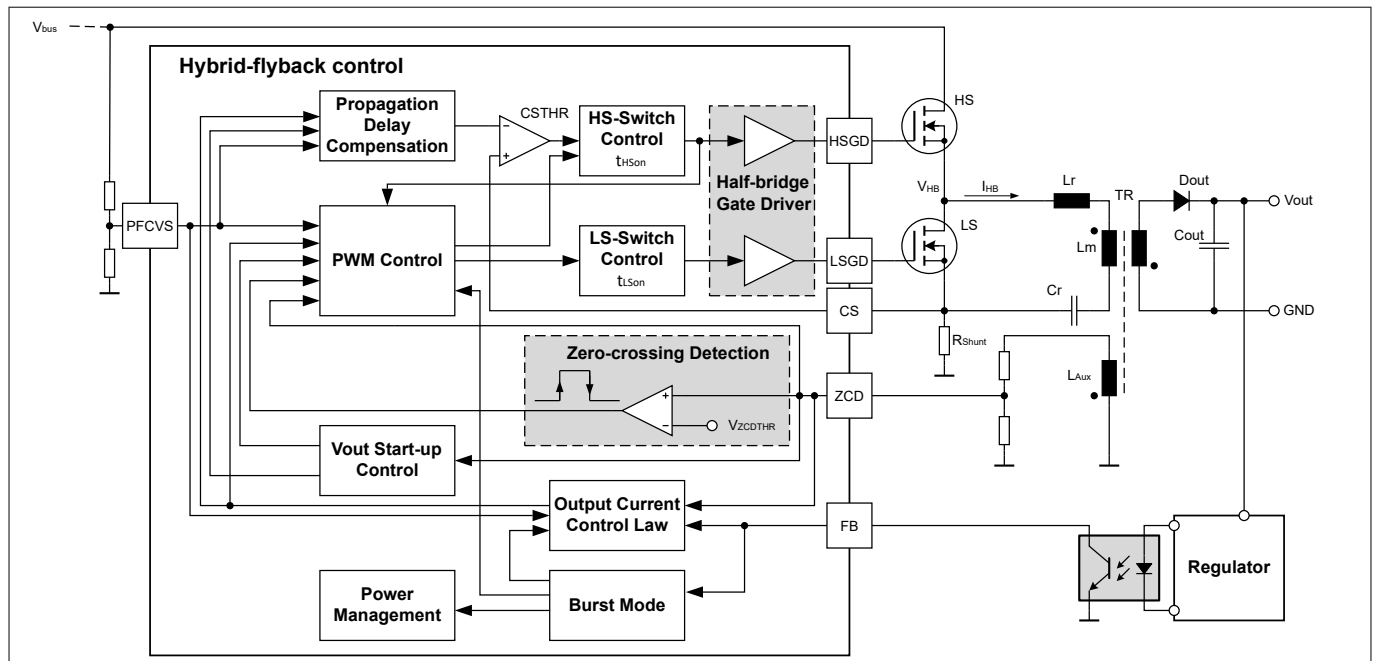 Vbus
Hybrid-flyback control
Propagation
Delay
Compensation
CSTHR
−
+
HS-Switch
Control
tHSon
HSGD
HS
Half-bridge
Gate Driver
VHB
IHB
Lr
TR
Dout
Vout
Cout
Lm
PFCVS
PWM Control
LS-Switch
Control
tLSon
LSGD
LS
CS
Cr
GND
RShunt
Zero-crossing Detection
+
−
VZCDTHR
ZCD
LAux
Vout Start-up
Control
Output Current
Control Law
FB
Regulator
Power
Management
Burst Mode